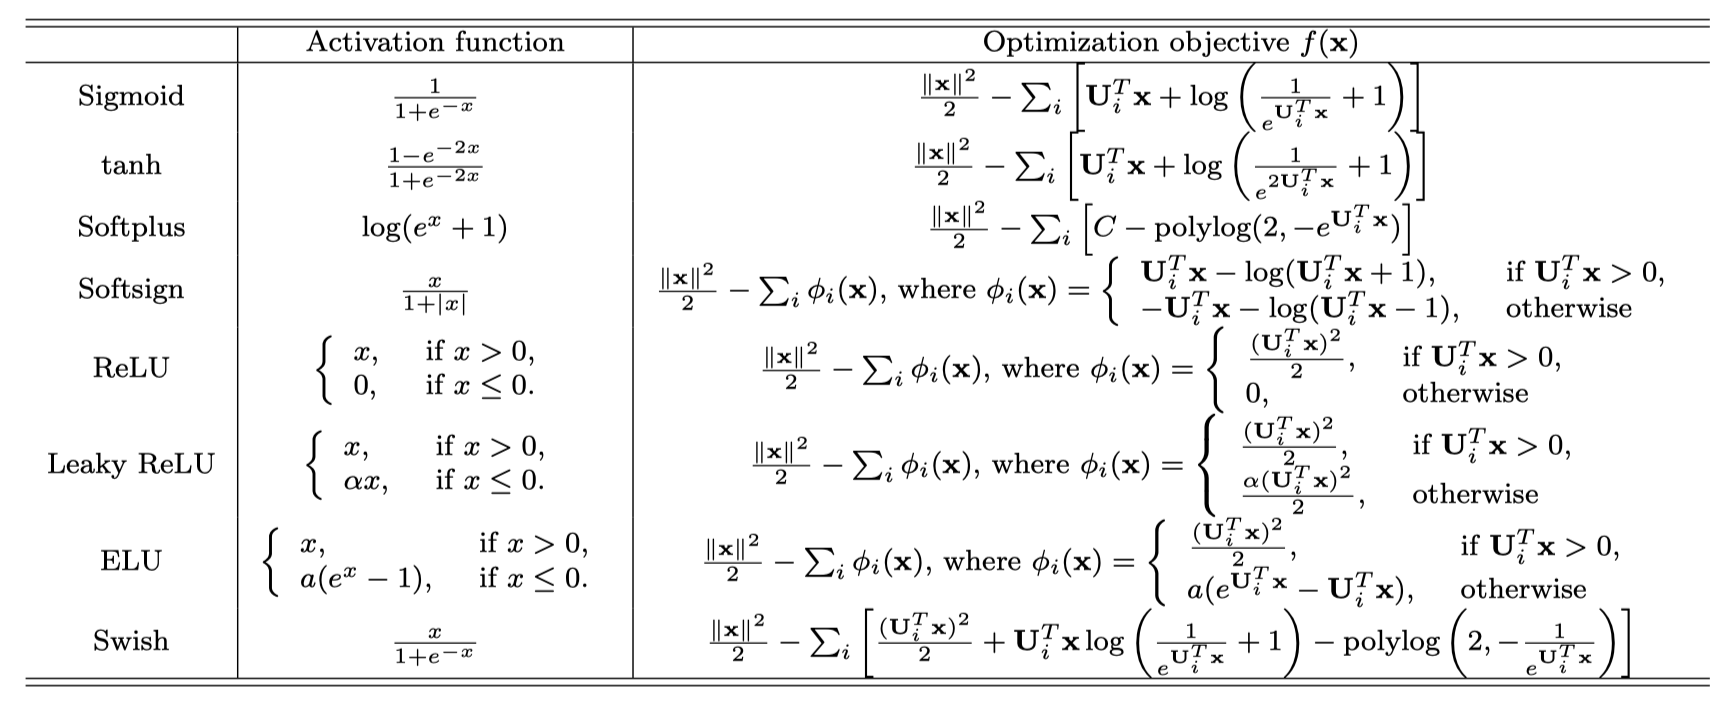 Activation function Optimization objective f(x)
Sigmoid \frac{1}{1+e^{-x}} \frac{\|\mathbf{x}\|^2}{2} - \sum_i \left[ \mathbf{U}_i^T \mathbf{x} + \log \left( \frac{1}{e^{\mathbf{U}_i^T \mathbf{x}}} + 1 \right) \right]
tanh \frac{1-e^{-2x}}{1+e^{-2x}} \frac{\|\mathbf{x}\|^2}{2} - \sum_i \left[ \mathbf{U}_i^T \mathbf{x} + \log \left( \frac{1}{e^{2\mathbf{U}_i^T \mathbf{x}}} + 1 \right) \right]
Softplus \log(e^x + 1) \frac{\|\mathbf{x}\|^2}{2} - \sum_i \left[ C - \text{polylog}(2, -e^{\mathbf{U}_i^T \mathbf{x}}) \right]
Softsign \frac{x}{1+|x|} \frac{\|\mathbf{x}\|^2}{2} - \sum_i \phi_i(\mathbf{x}), where \phi_i(\mathbf{x}) = \begin{cases} \mathbf{U}_i^T \mathbf{x} - \log(\mathbf{U}_i^T \mathbf{x} + 1), & \text{if } \mathbf{U}_i^T \mathbf{x} > 0, \\ -\mathbf{U}_i^T \mathbf{x} - \log(\mathbf{U}_i^T \mathbf{x} - 1), & \text{otherwise} \end{cases}
ReLU \begin{cases} x, & \text{if } x > 0, \\ 0, & \text{if } x \leq 0. \end{cases} \frac{\|\mathbf{x}\|^2}{2} - \sum_i \phi_i(\mathbf{x}), where \phi_i(\mathbf{x}) = \begin{cases} \frac{(\mathbf{U}_i^T \mathbf{x})^2}{2}, & \text{if } \mathbf{U}_i^T \mathbf{x} > 0, \\ 0, & \text{otherwise} \end{cases}
Leaky ReLU \begin{cases} x, & \text{if } x > 0, \\ \alpha x, & \text{if } x \leq 0. \end{cases} \frac{\|\mathbf{x}\|^2}{2} - \sum_i \phi_i(\mathbf{x}), where \phi_i(\mathbf{x}) = \begin{cases} \frac{(\mathbf{U}_i^T \mathbf{x})^2}{2}, & \text{if } \mathbf{U}_i^T \mathbf{x} > 0, \\ \frac{\alpha(\mathbf{U}_i^T \mathbf{x})^2}{2}, & \text{otherwise} \end{cases}
ELU \begin{cases} x, & \text{if } x > 0, \\ a(e^x - 1), & \text{if } x \leq 0. \end{cases} \frac{\|\mathbf{x}\|^2}{2} - \sum_i \phi_i(\mathbf{x}), where \phi_i(\mathbf{x}) = \begin{cases} \frac{(\mathbf{U}_i^T \mathbf{x})^2}{2}, & \text{if } \mathbf{U}_i^T \mathbf{x} > 0, \\ a(e^{\mathbf{U}_i^T \mathbf{x}} - \mathbf{U}_i^T \mathbf{x}), & \text{otherwise} \end{cases}
Swish \frac{x}{1+e^{-x}} \frac{\|\mathbf{x}\|^2}{2} - \sum_i \left[ \frac{(\mathbf{U}_i^T \mathbf{x})^2}{2} + \mathbf{U}_i^T \mathbf{x} \log \left( \frac{1}{e^{\mathbf{U}_i^T \mathbf{x}}} + 1 \right) - \text{polylog} \left( 2, -\frac{1}{e^{\mathbf{U}_i^T \mathbf{x}}} \right) \right]